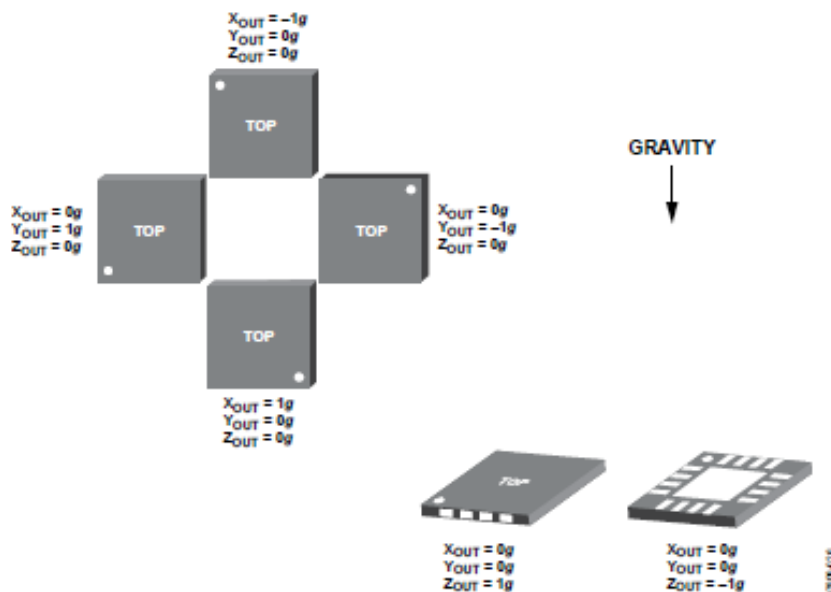 XOUT = –1g
YOUT = 0g
ZOUT = 0g
TOP
GRAVITY
XOUT = 0g
YOUT = 1g
ZOUT = 0g
TOP
TOP
XOUT = 0g
YOUT = –1g
ZOUT = 0g
TOP
XOUT = 1g
YOUT = 0g
ZOUT = 0g
TOP
XOUT = 0g
YOUT = 0g
ZOUT = 1g
XOUT = 0g
YOUT = 0g
ZOUT = –1g